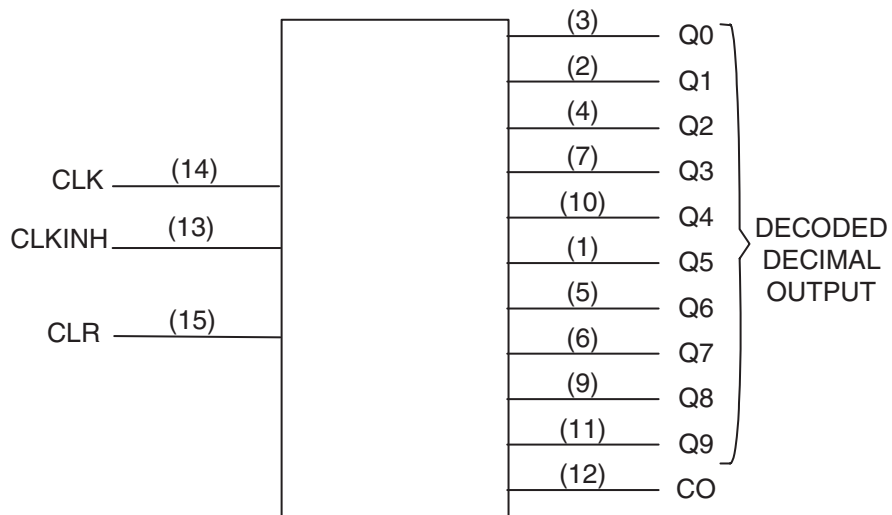 (3) Q0
(2) Q1
(4) Q2
(7) Q3
CLK (14)
(10) Q4
CLKINH (13)
(1) Q5
DECODED
DECIMAL
OUTPUT
(5) Q6
CLR (15)
(6) Q7
(9) Q8
(11) Q9
(12) CO